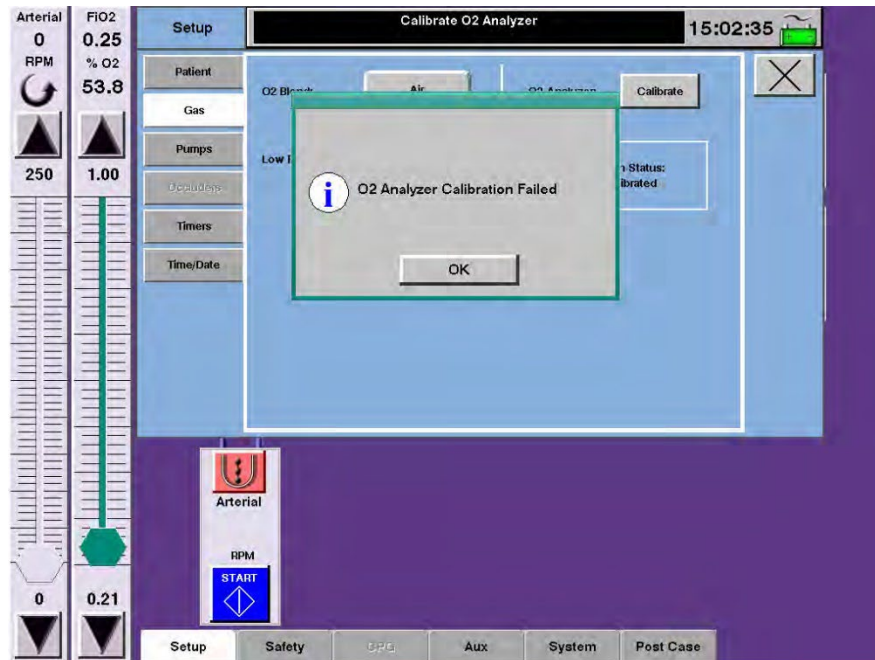 Arterial
0
RPM
250
0
FiO2
0.25
% O2
53.8
1.00
0.21
Setup
Calibrate O2 Analyzer
15:02:35
Patient
Gas
Pumps
Occluders
Timers
Time/Date
Air
Calibrate
Status:
O2 Analyzer Calibration Failed
OK
Arterial
RPM
START
Setup
Safety
CPG
Aux
System
Post Case